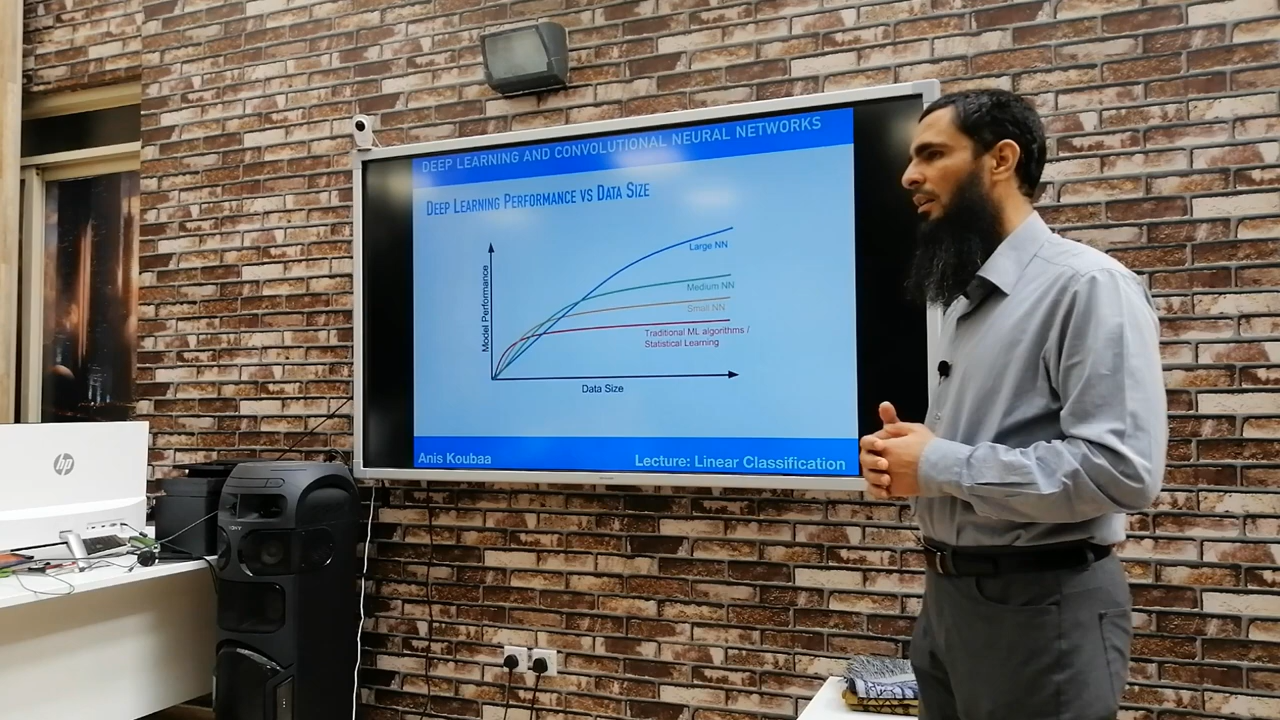 DEEP LEARNING AND CONVOLUTIONAL NEURAL NETWORKS
DEEP LEARNING PERFORMANCE VS DATA SIZE
Large NN
Medium NN
Small NN
Traditional ML algorithms /
Statistical Learning
Model Performance
Data Size
Anis Koubaa
Lecture: Linear Classification
hp
SONY